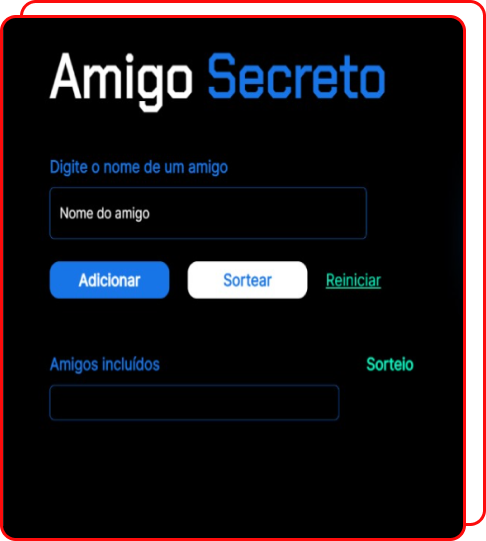 Amigo Secreto
Digite o nome de um amigo
Nome do amigo
Adicionar Sortear Reiniciar
Amigos incluídos Sorteio